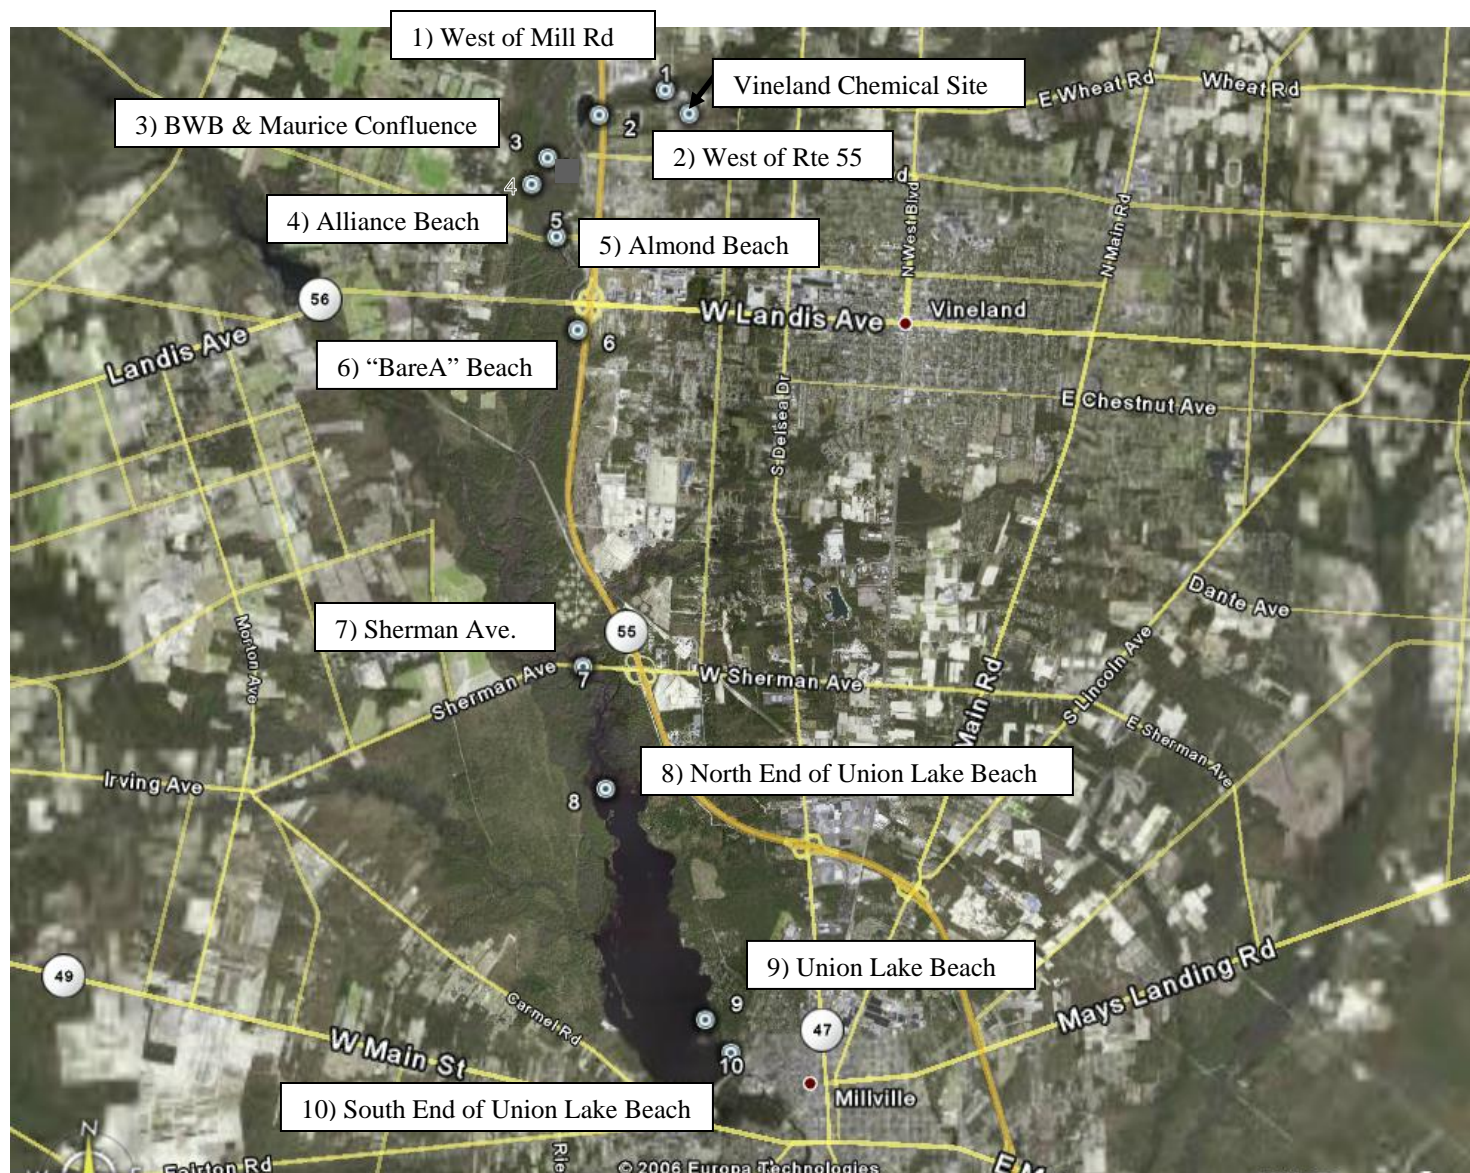 1) West of Mill Rd
1
Vineland Chemical Site
E Wheat Rd
Wheat Rd
3) BWB & Maurice Confluence
2
3
2) West of Rte 55
Rd
4
N West Blvd
4) Alliance Beach
5
5) Almond Beach
N Main Rd
56
W Landis Ave
Vineland
Landis Ave
6
6) “BareA” Beach
S Delsea Dr
E Chestnut Ave
Dante Ave
7) Sherman Ave.
55
Morton Ave
Sherman Ave
7
W Sherman Ave
Main Rd
S Lincoln Ave
E Sherman Ave
8) North End of Union Lake Beach
Irving Ave
8
9) Union Lake Beach
49
Mays Landing Rd
Carmel Rd
9
47
W Main St
10
10) South End of Union Lake Beach
Millville
N
Fairton Rd
© 2006 Europa Technologies